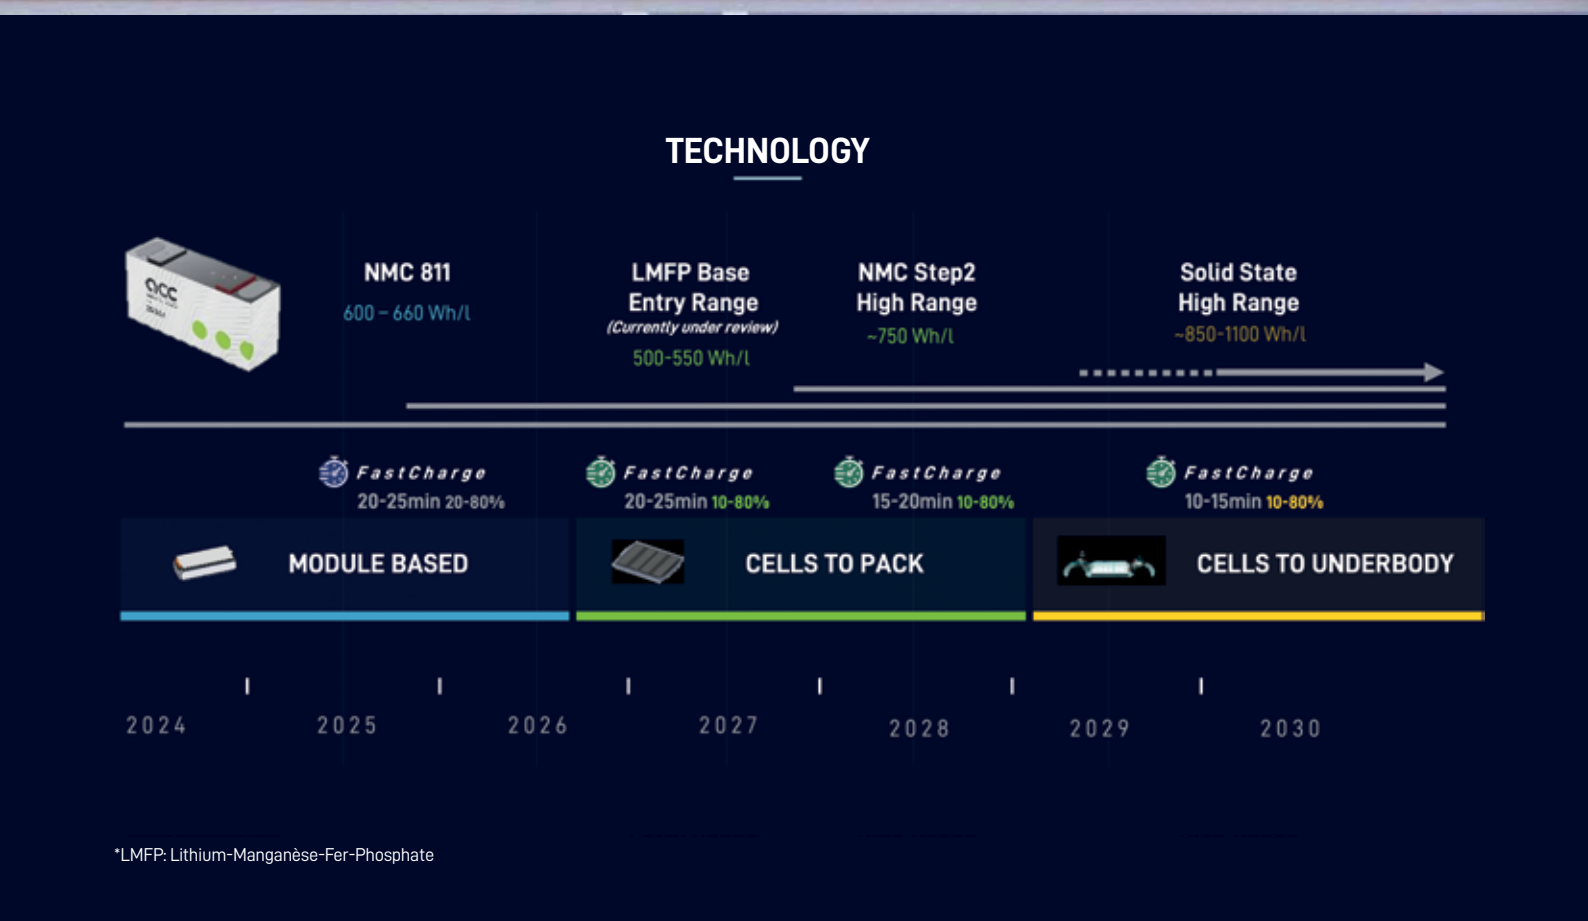 TECHNOLOGY
acc
NMC 811
600 – 660 Wh/l
LMFP Base
Entry Range
(Currently under review)
500-550 Wh/l
NMC Step2
High Range
~750 Wh/l
Solid State
High Range
~850-1100 Wh/l
FastCharge
20-25min 20-80%
FastCharge
20-25min 10-80%
FastCharge
15-20min 10-80%
FastCharge
10-15min 10-80%
MODULE BASED
CELLS TO PACK
CELLS TO UNDERBODY
2024
2025
2026
2027
2028
2029
2030
*LMFP: Lithium-Manganèse-Fer-Phosphate